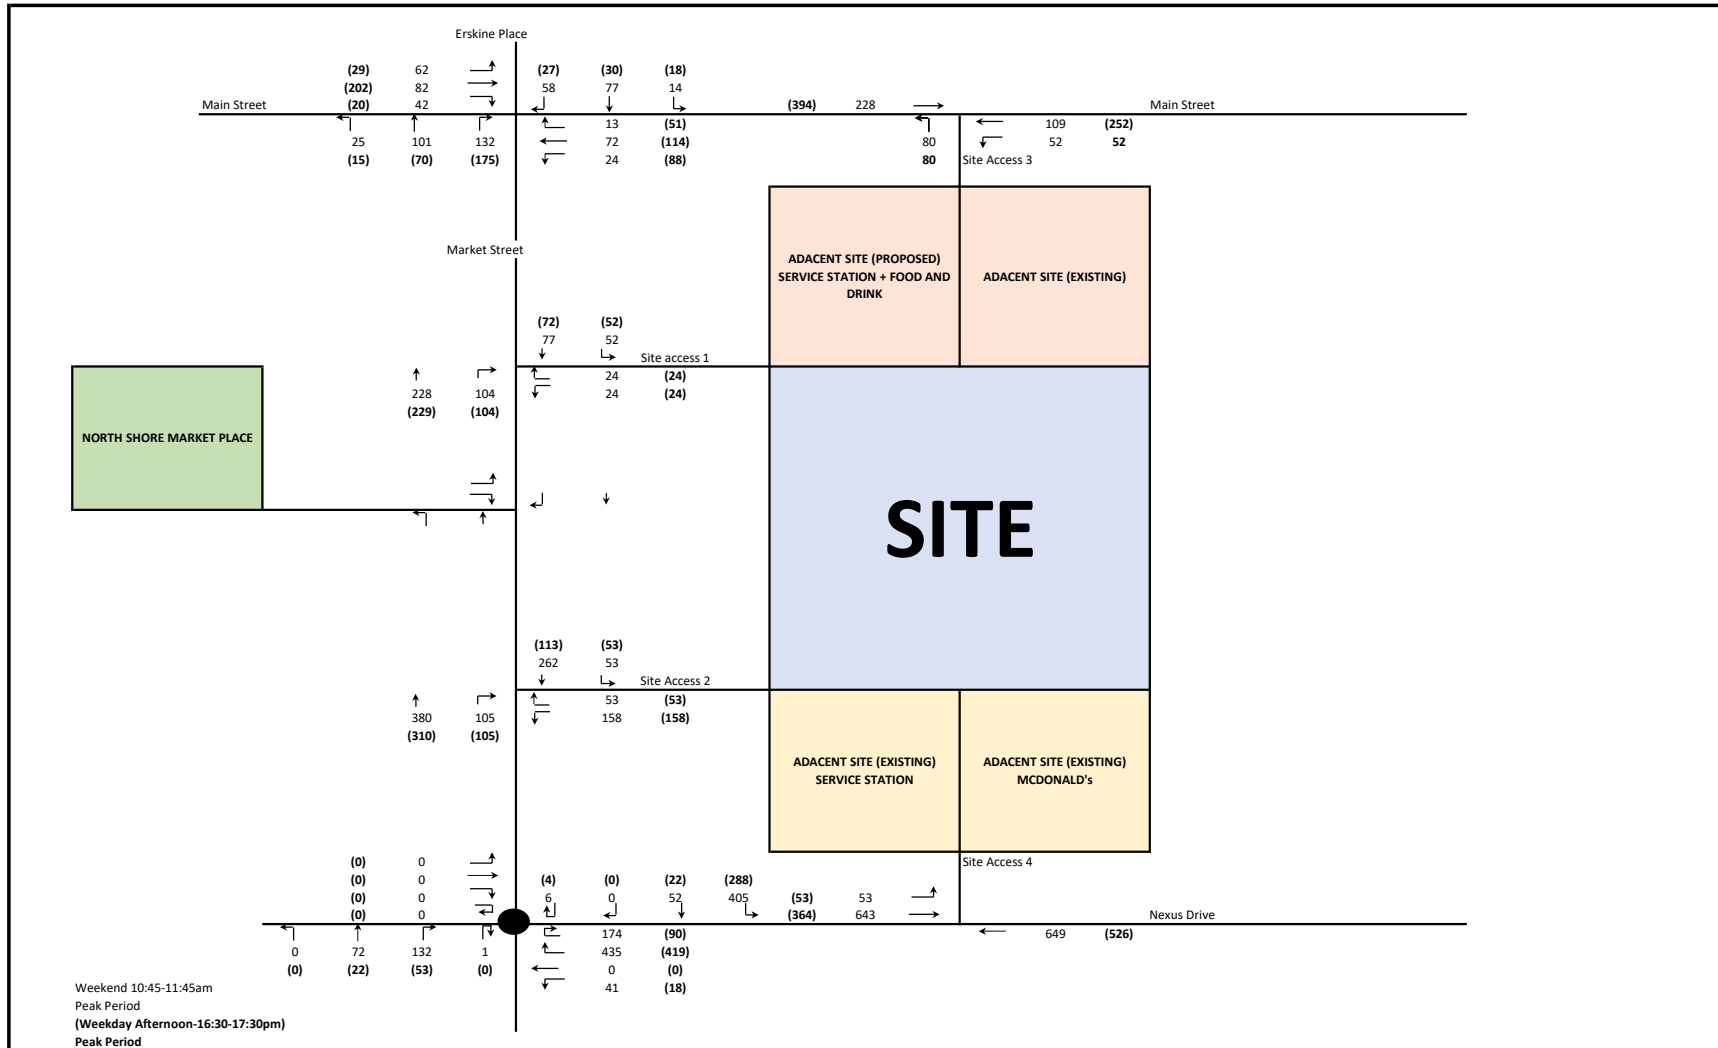 Erskine Place
(29) 62 (27) (30) (18)
(202) 82 58 77 14
Main Street (20) 42 (394) 228 Main Street
13 (51) 109 (252)
25 101 132 72 (114) 80 52 52
(15) (70) (175) 24 (88) 80 Site Access 3
Market Street
ADACENT SITE (PROPOSED)
SERVICE STATION + FOOD AND
DRINK
ADACENT SITE (EXISTING)
(72) (52)
77 52
Site access 1
24 (24)
228 104 24 (24)
(229) (104)
NORTH SHORE MARKET PLACE
SITE
(113) (53)
262 53
Site Access 2
53 (53)
380 105 158 (158)
(310) (105)
ADACENT SITE (EXISTING)
SERVICE STATION
ADACENT SITE (EXISTING)
MCDONALD's
(0) 0 Site Access 4
(0) 0 (4) (0) (22) (288)
(0) 0 6 0 52 405 (53) 53
(0) 0 (364) 643 Nexus Drive
174 (90) 649 (526)
0 72 132 1 435 (419)
(0) (22) (53) (0) 0 (0)
41 (18)
Weekend 10:45-11:45am
Peak Period
(Weekday Afternoon-16:30-17:30pm)
Peak Period